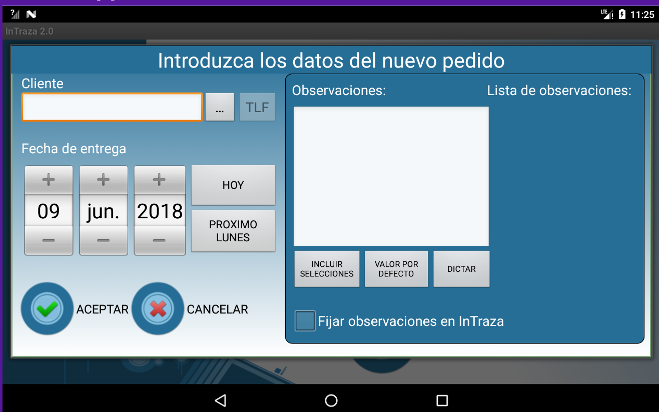 11:25
InTraza 2.0
Introduzca los datos del nuevo pedido
Cliente
... TLF
Fecha de entrega
+ + +
09 jun. 2018
− − −
HOY
PROXIMO
LUNES
ACEPTAR
CANCELAR
Observaciones:
Lista de observaciones:
INCLUIR
SELECCIONES
VALOR POR
DEFECTO
DICTAR
Fijar observaciones en InTraza